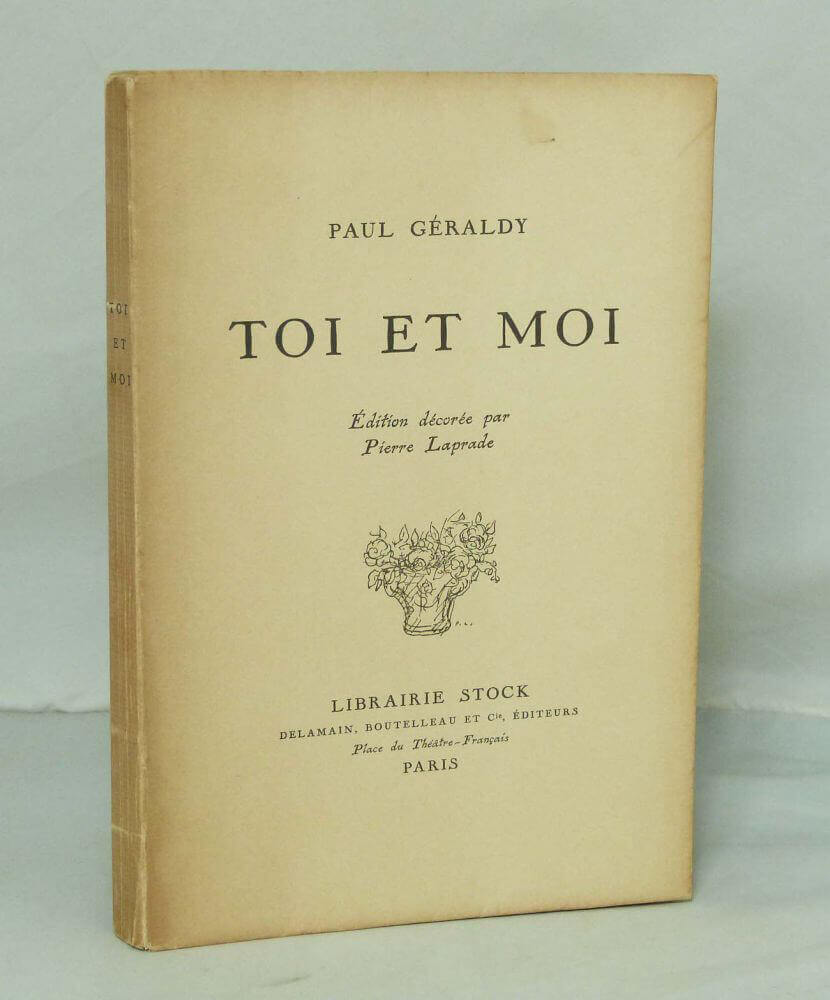 PAUL GÉRALDY
TOI ET MOI
Édition décorée par
Pierre Laprade
P. L.
LIBRAIRIE STOCK
DELAMAIN, BOUTELLEAU ET Cie, ÉDITEURS
Place du Théâtre-Français
PARIS
TOI
ET
MOI